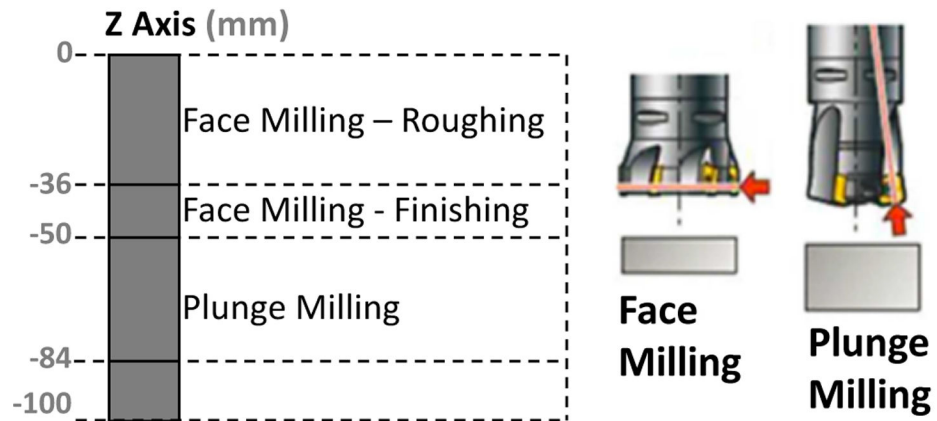 Z Axis (mm)
0
Face Milling – Roughing
-36
Face Milling - Finishing
-50
Plunge Milling
-84
-100
Face
Milling
Plunge
Milling